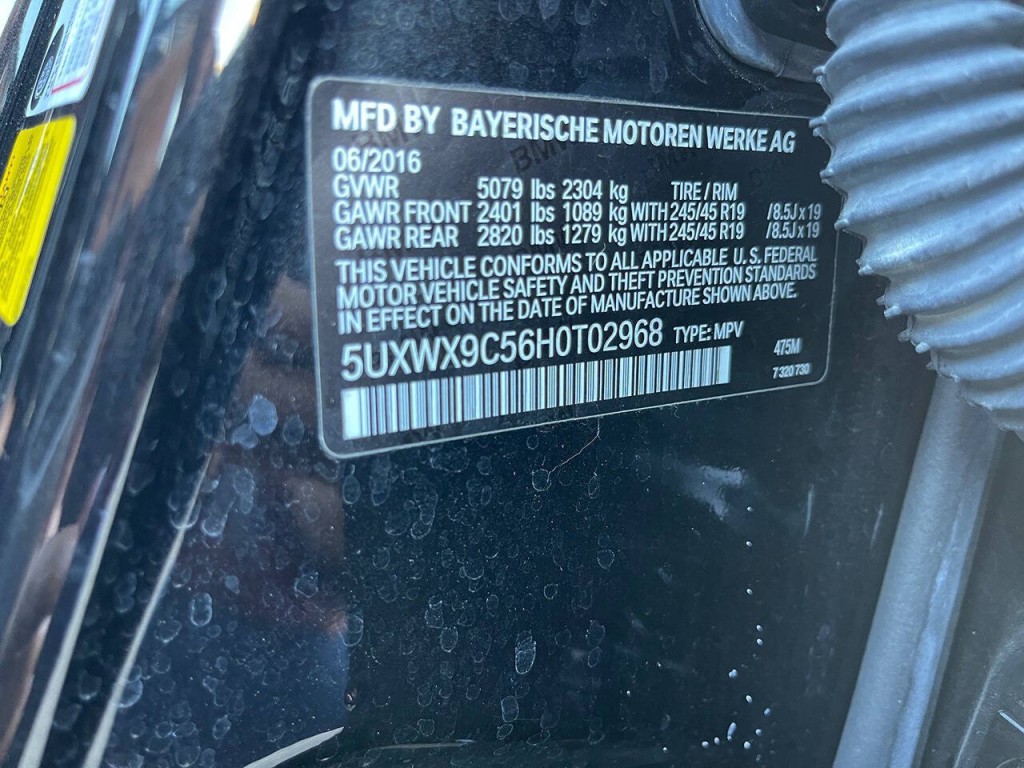 MFD BY BAYERISCHE MOTOREN WERKE AG
06/2016
GVWR 5079 lbs 2304 kg TIRE / RIM
GAWR FRONT 2401 lbs 1089 kg WITH 245/45 R19 /8.5J x 19
GAWR REAR 2820 lbs 1279 kg WITH 245/45 R19 /8.5J x 19
THIS VEHICLE CONFORMS TO ALL APPLICABLE U.S. FEDERAL
MOTOR VEHICLE SAFETY AND THEFT PREVENTION STANDARDS
IN EFFECT ON THE DATE OF MANUFACTURE SHOWN ABOVE.
5UXWX9C56H0T02968 TYPE: MPV
475M
7 320 730